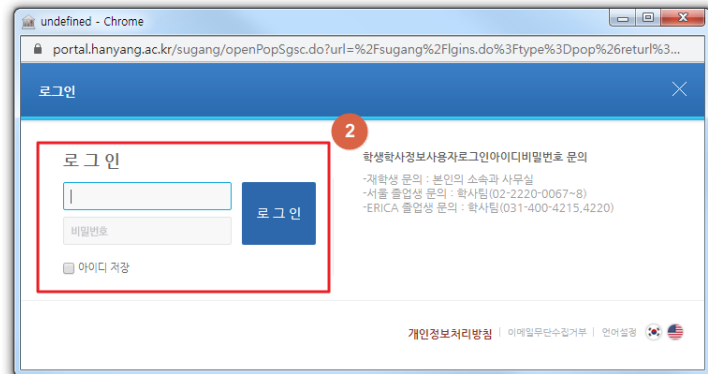 undefined - Chrome
portal.hanyang.ac.kr/sugang/openPopSgsc.do?url=%2Fsugang%2Flgins.do%3Ftype%3Dpop%26returl%3...
로그인
2
로그인
로그인
비밀번호
아이디 저장
학생학사정보사용자로그인아이디비밀번호 문의
-재학생 문의 : 본인의 소속과 사무실
-서울 졸업생 문의 : 학사팀(02-2220-0067~8)
-ERICA 졸업생 문의 : 학사팀(031-400-4215,4220)
개인정보처리방침 | 이메일무단수집거부 | 언어설정